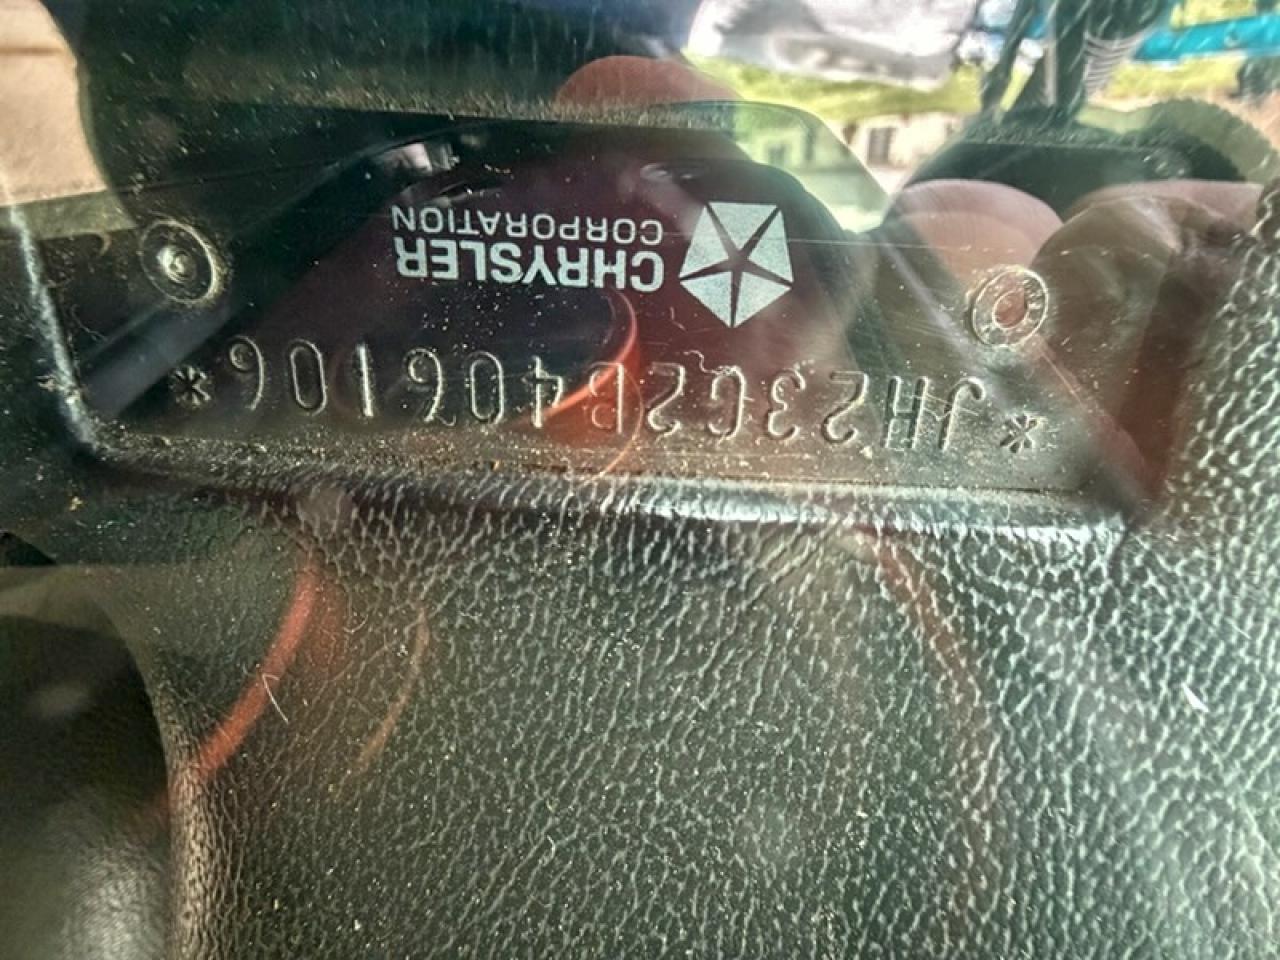 CHRYSLER
CORPORATION
*JH23G2B406106*